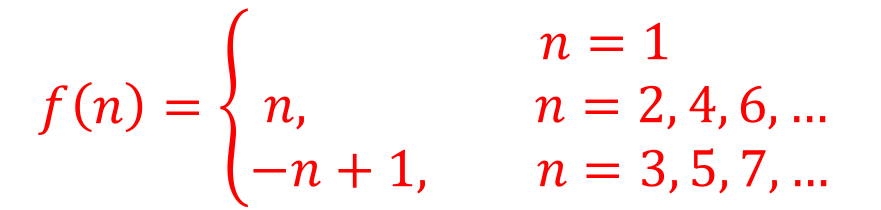 n = 1
f(n) = { n, n = 2, 4, 6, ...
−n + 1, n = 3, 5, 7, ...